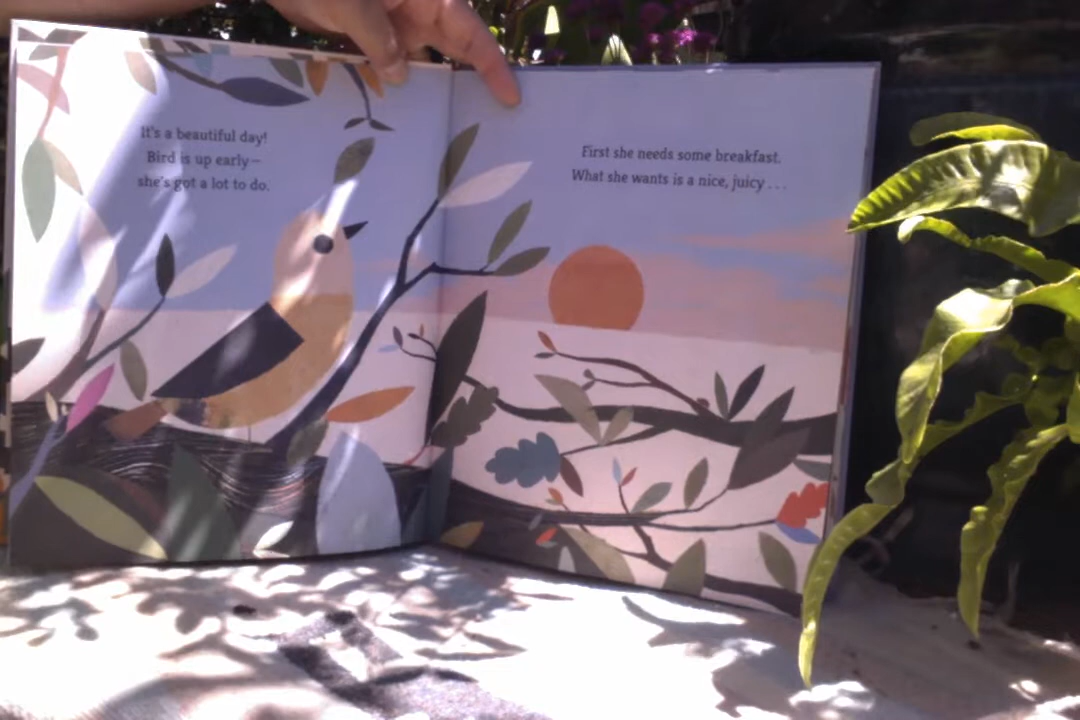 It's a beautiful day!
Bird is up early—
she's got a lot to do.
First she needs some breakfast.
What she wants is a nice, juicy . . .